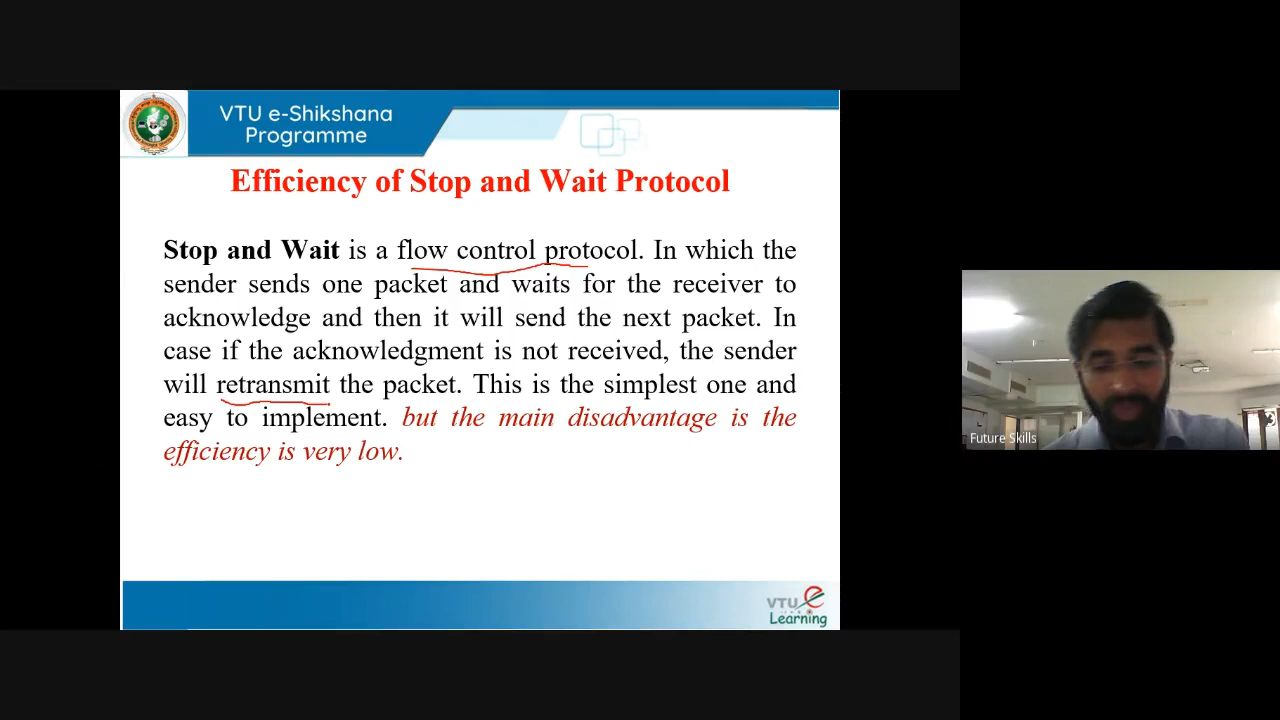 VTU e-Shikshana
Programme
Efficiency of Stop and Wait Protocol
Stop and Wait is a flow control protocol. In which the
sender sends one packet and waits for the receiver to
acknowledge and then it will send the next packet. In
case if the acknowledgment is not received, the sender
will retransmit the packet. This is the simplest one and
easy to implement. but the main disadvantage is the
efficiency is very low.
VTU e
Learning
Future Skills